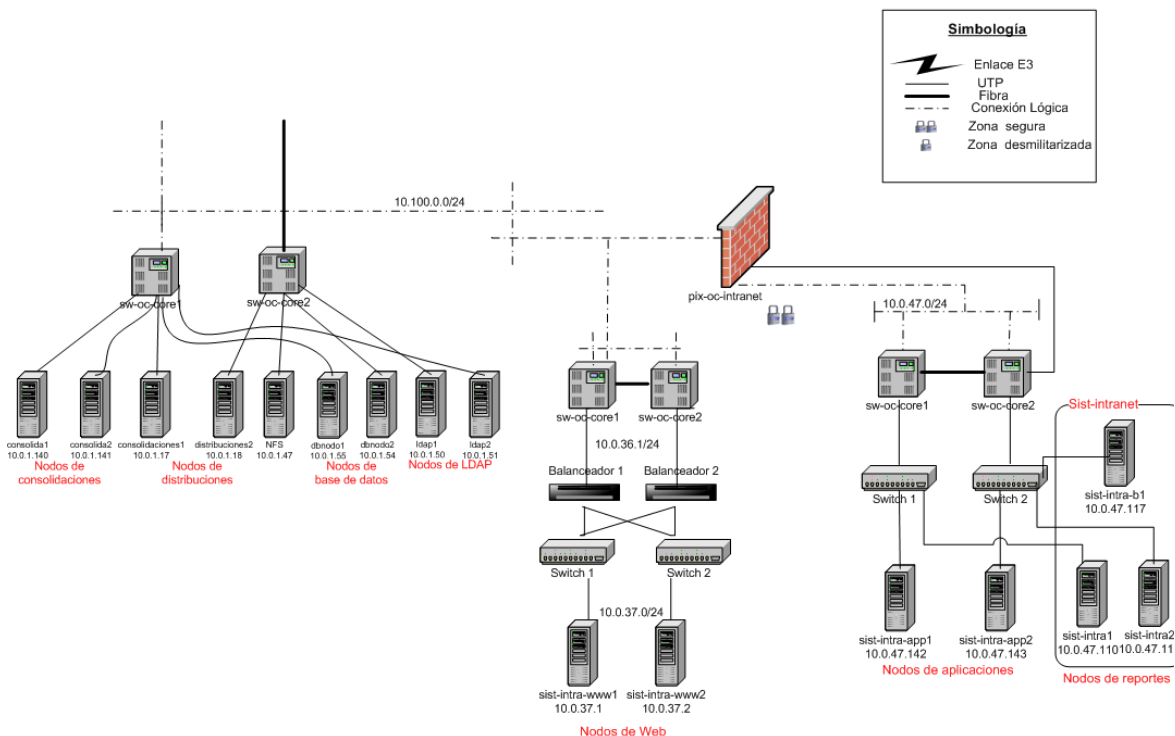 Simbología
Enlace E3
UTP
Fibra
Conexión Lógica
Zona segura
Zona desmilitarizada
10.100.0.0/24
sw-oc-core1
sw-oc-core2
pix-oc-intranet
10.0.47.0/24
consolida1
10.0.1.140
consolida2
10.0.1.141
consolidaciones1
10.0.1.17
distribuciones2
10.0.1.18
NFS
10.0.1.47
dbnodo1
10.0.1.55
dbnodo2
10.0.1.54
ldap1
10.0.1.50
ldap2
10.0.1.51
Nodos de
consolidaciones
Nodos de
distribuciones
Nodos de
base de datos
Nodos de LDAP
sw-oc-core1
sw-oc-core2
10.0.36.1/24
Balanceador 1
Balanceador 2
Switch 1
Switch 2
10.0.37.0/24
sist-intra-www1
10.0.37.1
sist-intra-www2
10.0.37.2
Nodos de Web
sw-oc-core1
sw-oc-core2
Sist-intranet
Switch 1
Switch 2
sist-intra-b1
10.0.47.117
sist-intra-app1
10.0.47.142
sist-intra-app2
10.0.47.143
sist-intra1
10.0.47.110
sist-intra2
10.0.47.11
Nodos de aplicaciones
Nodos de reportes